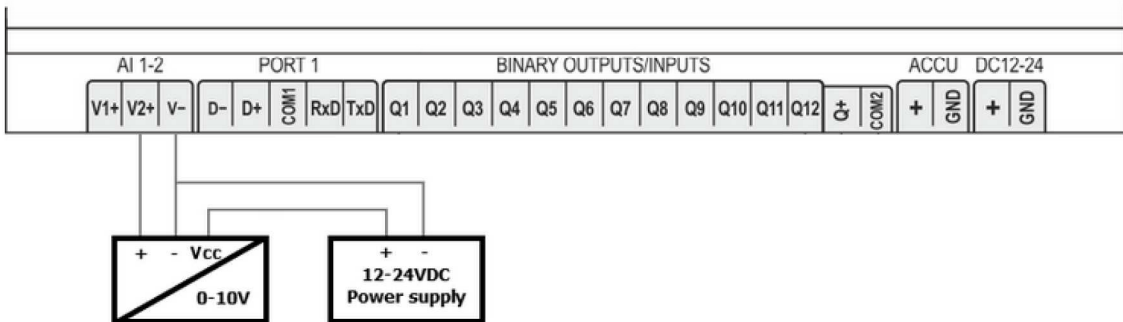 AI 1-2 PORT 1 BINARY OUTPUTS/INPUTS ACCU DC12-24
V1+ V2+ V- D- D+ COM1 RxD TxD Q1 Q2 Q3 Q4 Q5 Q6 Q7 Q8 Q9 Q10 Q11 Q12 Q+ COM2 + GND + GND
+ - Vcc + -
12-24VDC
0-10V Power supply